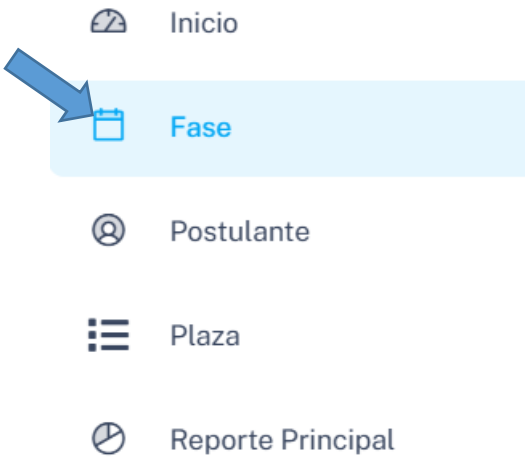 Inicio
Fase
Postulante
Plaza
Reporte Principal